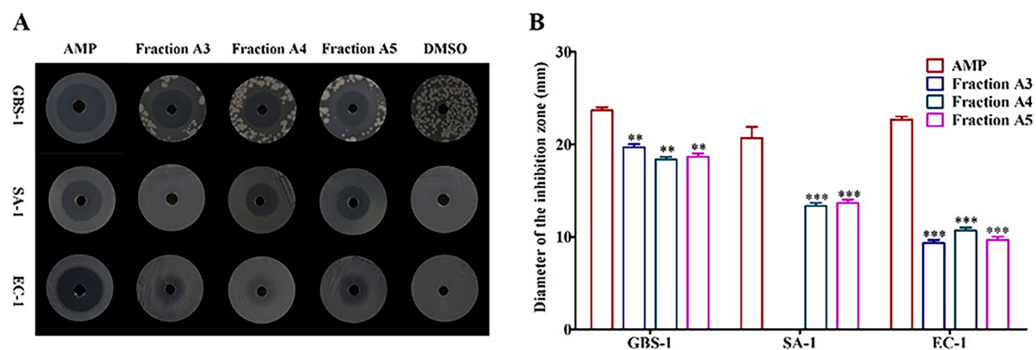 A
AMP Fraction A3 Fraction A4 Fraction A5 DMSO
GBS-1
SA-1
EC-1
B
Diameter of the inhibition zone (mm)
30
20
10
0
AMP
Fraction A3
Fraction A4
Fraction A5
** ** **
*** ***
*** *** ***
GBS-1 SA-1 EC-1